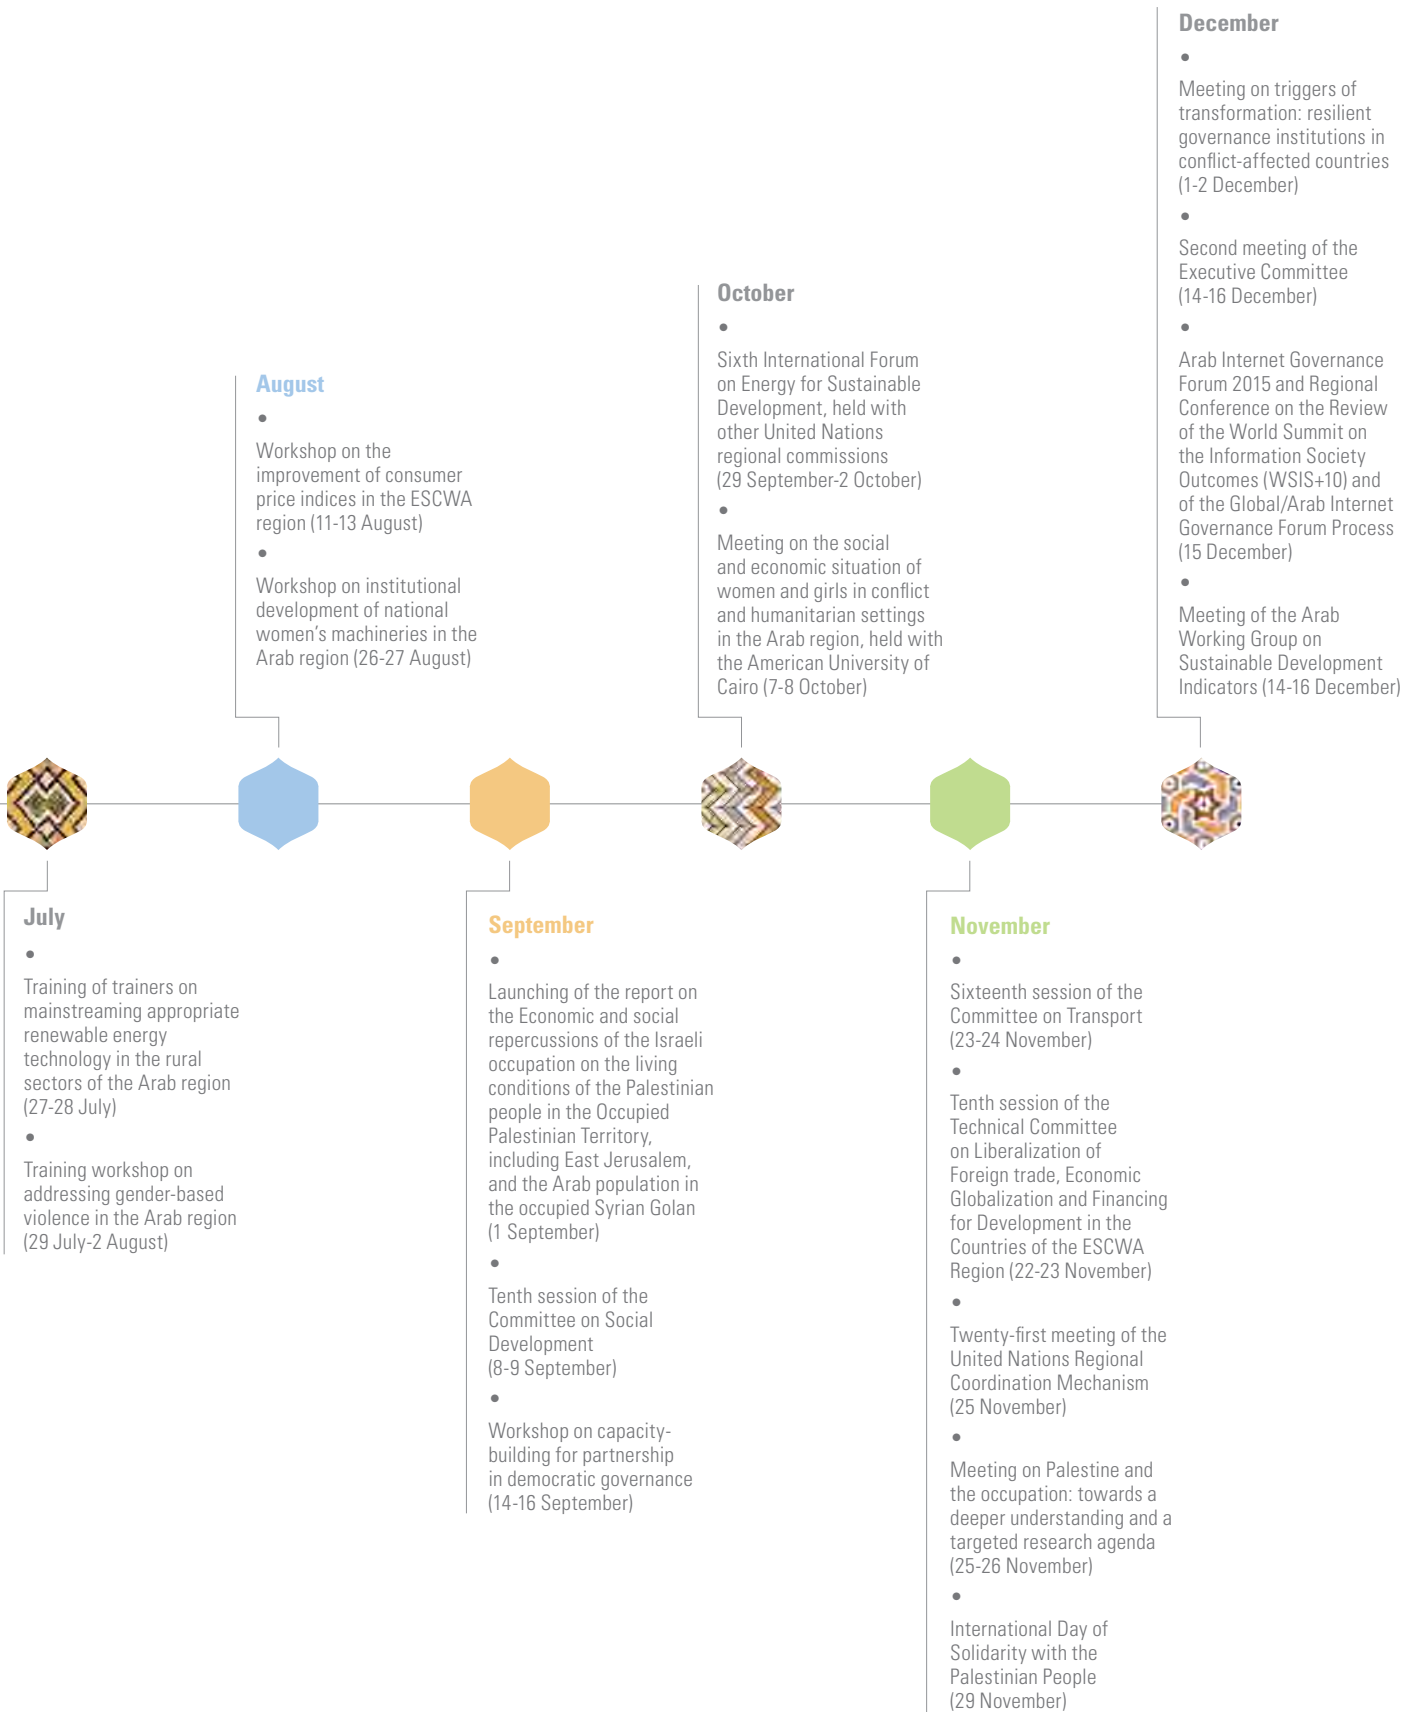 July
•
Training of trainers on
mainstreaming appropriate
renewable energy
technology in the rural
sectors of the Arab region
(27-28 July)
•
Training workshop on
addressing gender-based
violence in the Arab region
(29 July-2 August)
August
•
Workshop on the
improvement of consumer
price indices in the ESCWA
region (11-13 August)
•
Workshop on institutional
development of national
women's machineries in the
Arab region (26-27 August)
September
•
Launching of the report on
the Economic and social
repercussions of the Israeli
occupation on the living
conditions of the Palestinian
people in the Occupied
Palestinian Territory,
including East Jerusalem,
and the Arab population in
the occupied Syrian Golan
(1 September)
•
Tenth session of the
Committee on Social
Development
(8-9 September)
•
Workshop on capacity-
building for partnership
in democratic governance
(14-16 September)
October
•
Sixth International Forum
on Energy for Sustainable
Development, held with
other United Nations
regional commissions
(29 September-2 October)
•
Meeting on the social
and economic situation of
women and girls in conflict
and humanitarian settings
in the Arab region, held with
the American University of
Cairo (7-8 October)
November
•
Sixteenth session of the
Committee on Transport
(23-24 November)
•
Tenth session of the
Technical Committee
on Liberalization of
Foreign trade, Economic
Globalization and Financing
for Development in the
Countries of the ESCWA
Region (22-23 November)
•
Twenty-first meeting of the
United Nations Regional
Coordination Mechanism
(25 November)
•
Meeting on Palestine and
the occupation: towards a
deeper understanding and a
targeted research agenda
(25-26 November)
•
International Day of
Solidarity with the
Palestinian People
(29 November)
December
•
Meeting on triggers of
transformation: resilient
governance institutions in
conflict-affected countries
(1-2 December)
•
Second meeting of the
Executive Committee
(14-16 December)
•
Arab Internet Governance
Forum 2015 and Regional
Conference on the Review
of the World Summit on
the Information Society
Outcomes (WSIS+10) and
of the Global/Arab Internet
Governance Forum Process
(15 December)
•
Meeting of the Arab
Working Group on
Sustainable Development
Indicators (14-16 December)